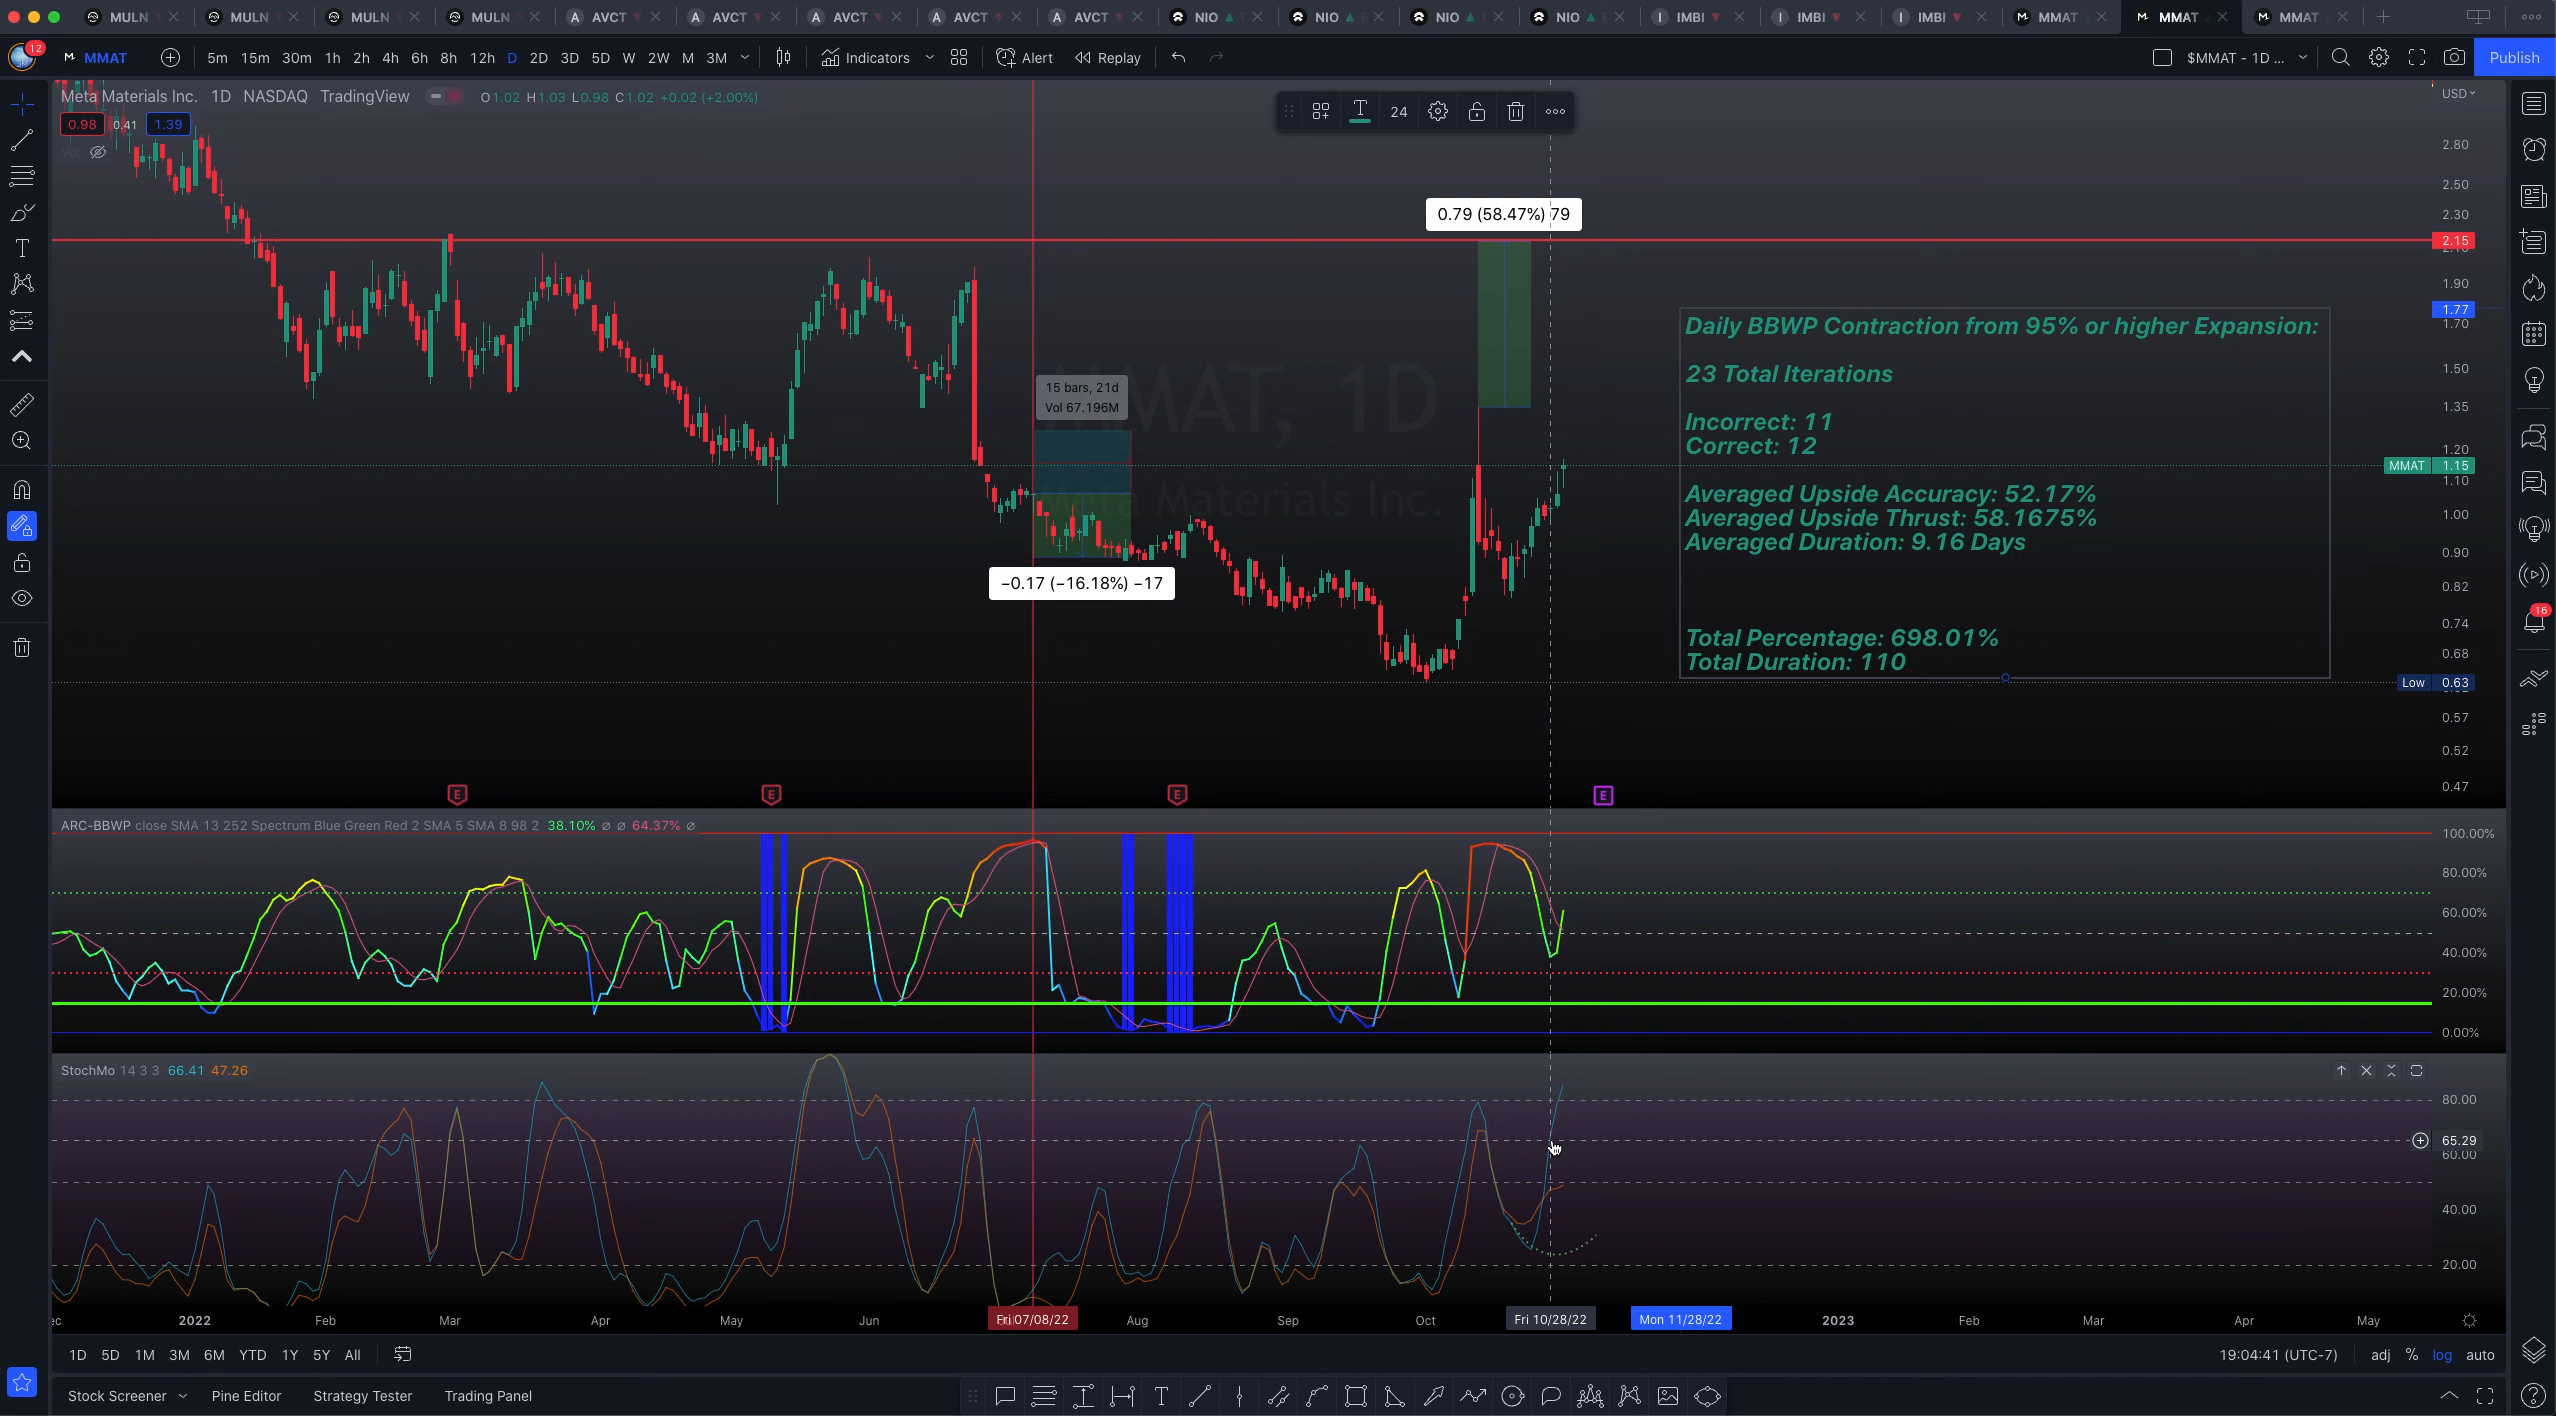 MULN MULN MULN MULN AVCT AVCT AVCT AVCT AVCT NIO NIO NIO NIO IMBI IMBI IMBI MMAT MMAT MMAT
12 MMAT 5m 15m 30m 1h 2h 4h 6h 8h 12h D 2D 3D 5D W 2W M 3M Indicators Alert Replay $MMAT - 1D ... Publish
Meta Materials Inc. 1D NASDAQ TradingView O1.02 H1.03 L0.98 C1.02 +0.02 (+2.00%)
0.98 0.41 1.39
Vol
24
USD
2.80
2.50
2.30
0.79 (58.47%) 79
2.15
1.90
1.77
1.70
1.50
1.35
1.20
MMAT 1.15
1.10
1.00
0.90
0.82
0.74
0.68
Low 0.63
0.57
0.52
0.47
MMAT, 1D
Meta Materials Inc.
15 bars, 21d
Vol 67.196M
−0.17 (−16.18%) −17
Daily BBWP Contraction from 95% or higher Expansion:
23 Total Iterations
Incorrect: 11
Correct: 12
Averaged Upside Accuracy: 52.17%
Averaged Upside Thrust: 58.1675%
Averaged Duration: 9.16 Days
Total Percentage: 698.01%
Total Duration: 110
16
E E E E
ARC-BBWP close SMA 13 252 Spectrum Blue Green Red 2 SMA 5 SMA 8 98 2 38.10% ∅ ∅ 64.37% ∅
100.00%
80.00%
60.00%
40.00%
20.00%
0.00%
StochMo 14 3 3 66.41 47.26
80.00
65.29
60.00
40.00
20.00
ec 2022 Feb Mar Apr May Jun Fri 07/08/22 Aug Sep Oct Fri 10/28/22 Mon 11/28/22 2023 Feb Mar Apr May
1D 5D 1M 3M 6M YTD 1Y 5Y All 19:04:41 (UTC-7) adj % log auto
Stock Screener Pine Editor Strategy Tester Trading Panel